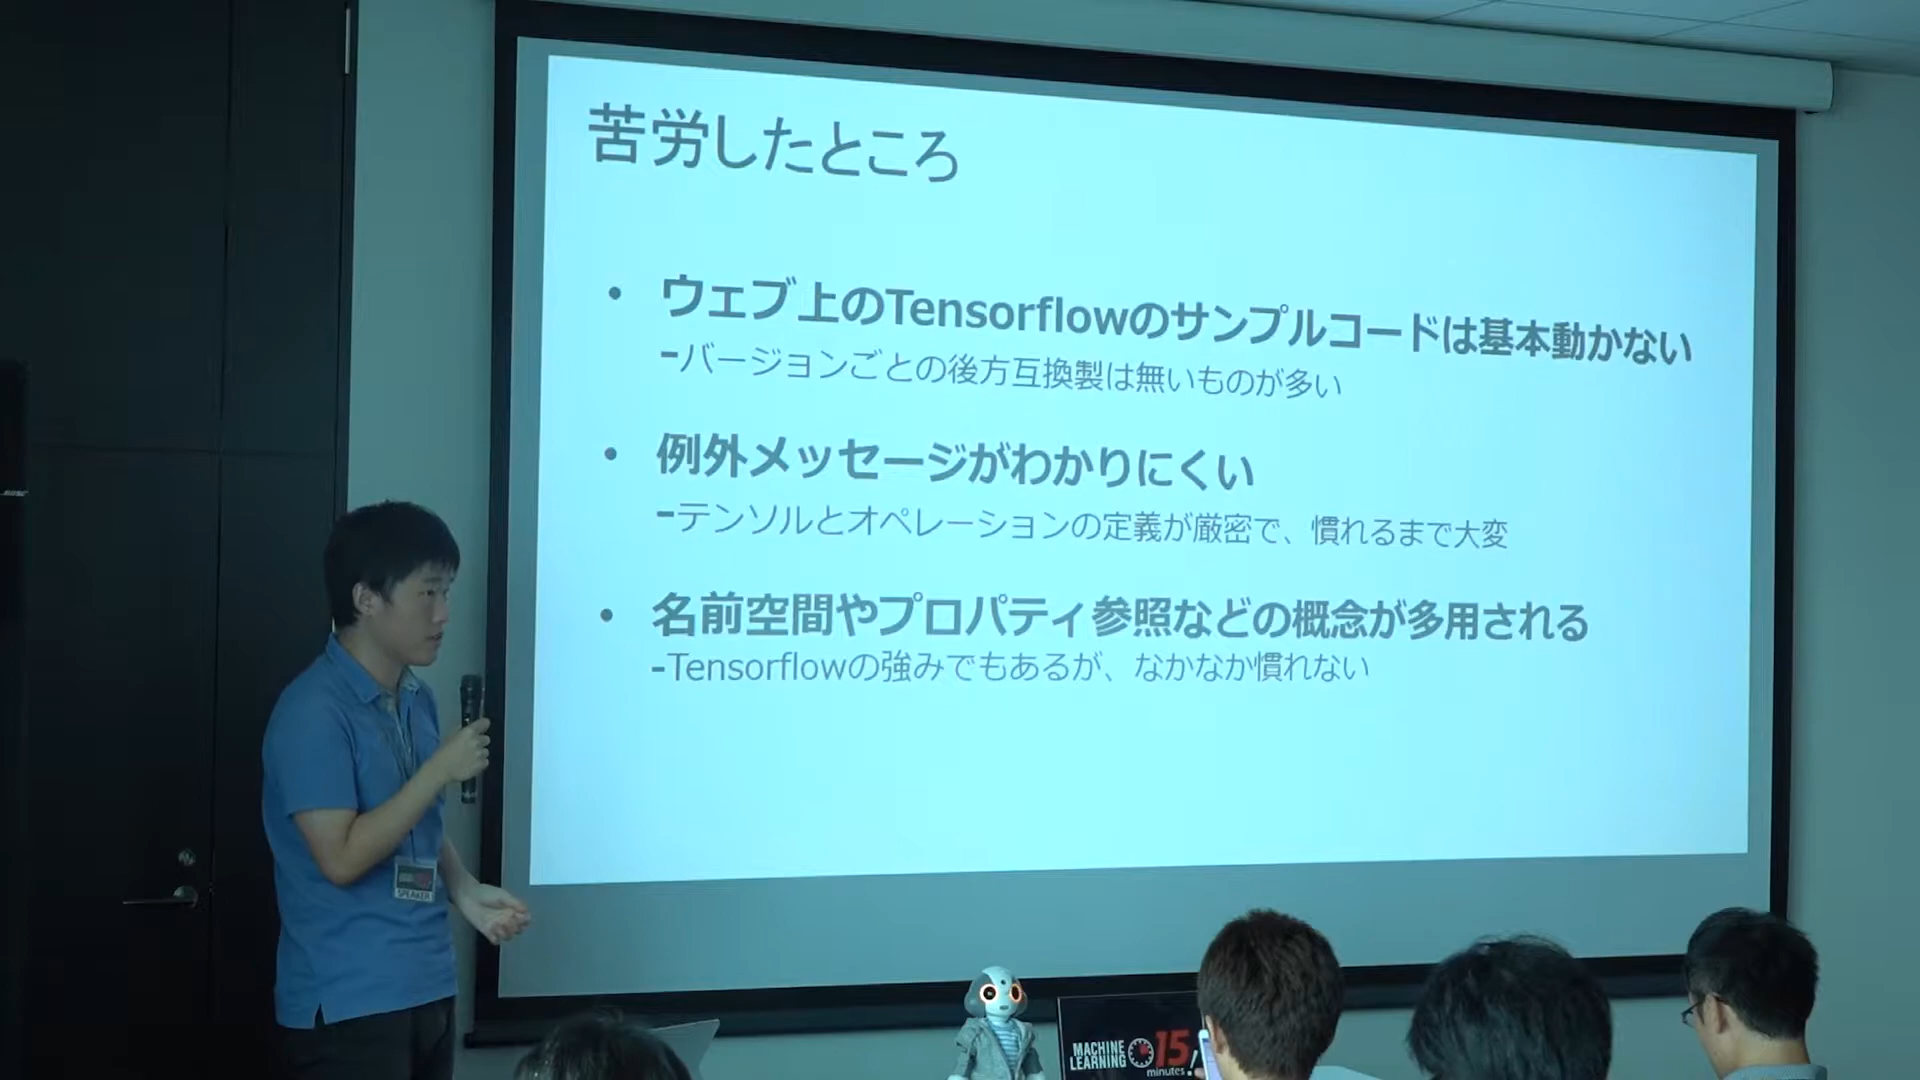 苦労したところ
• ウェブ上のTensorflowのサンプルコードは基本動かない
-バージョンごとの後方互換製は無いものが多い
• 例外メッセージがわかりにくい
-テンソルとオペレーションの定義が厳密で、慣れるまで大変
• 名前空間やプロパティ参照などの概念が多用される
-Tensorflowの強みでもあるが、なかなか慣れない
BOSE
SPEAKER
MACHINE
LEARNING
15
minutes!